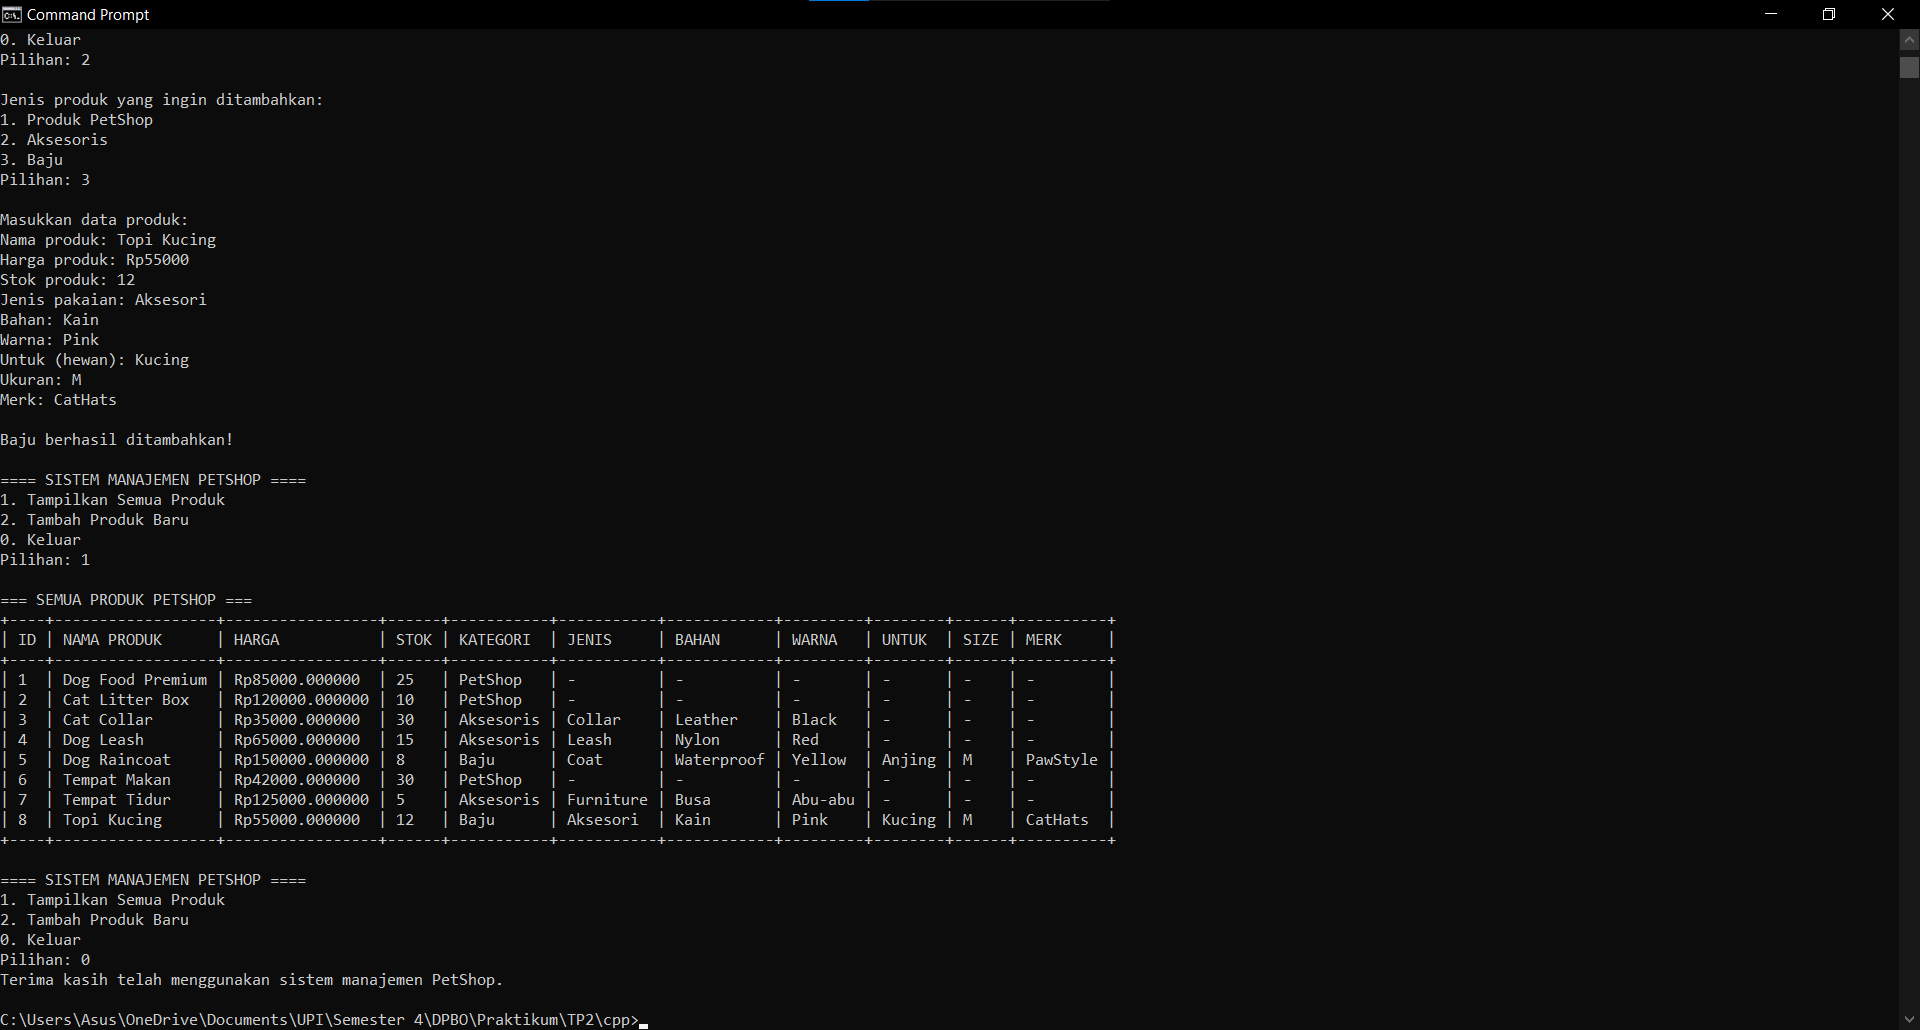 Command Prompt
0. Keluar
Pilihan: 2
Jenis produk yang ingin ditambahkan:
1. Produk PetShop
2. Aksesoris
3. Baju
Pilihan: 3
Masukkan data produk:
Nama produk: Topi Kucing
Harga produk: Rp55000
Stok produk: 12
Jenis pakaian: Aksesori
Bahan: Kain
Warna: Pink
Untuk (hewan): Kucing
Ukuran: M
Merk: CatHats
Baju berhasil ditambahkan!
==== SISTEM MANAJEMEN PETSHOP ====
1. Tampilkan Semua Produk
2. Tambah Produk Baru
0. Keluar
Pilihan: 1
=== SEMUA PRODUK PETSHOP ===
+----+------------------+-----------------+------+-----------+-----------+------------+---------+--------+------+----------+
| ID | NAMA PRODUK      | HARGA           | STOK | KATEGORI  | JENIS     | BAHAN      | WARNA   | UNTUK  | SIZE | MERK     |
+----+------------------+-----------------+------+-----------+-----------+------------+---------+--------+------+----------+
| 1  | Dog Food Premium | Rp85000.000000  | 25   | PetShop   | -         | -          | -       | -      | -    | -        |
| 2  | Cat Litter Box   | Rp120000.000000 | 10   | PetShop   | -         | -          | -       | -      | -    | -        |
| 3  | Cat Collar       | Rp35000.000000  | 30   | Aksesoris | Collar    | Leather    | Black   | -      | -    | -        |
| 4  | Dog Leash        | Rp65000.000000  | 15   | Aksesoris | Leash     | Nylon      | Red     | -      | -    | -        |
| 5  | Dog Raincoat     | Rp150000.000000 | 8    | Baju      | Coat      | Waterproof | Yellow  | Anjing | M    | PawStyle |
| 6  | Tempat Makan     | Rp42000.000000  | 30   | PetShop   | -         | -          | -       | -      | -    | -        |
| 7  | Tempat Tidur     | Rp125000.000000 | 5    | Aksesoris | Furniture | Busa       | Abu-abu | -      | -    | -        |
| 8  | Topi Kucing      | Rp55000.000000  | 12   | Baju      | Aksesori  | Kain       | Pink    | Kucing | M    | CatHats  |
+----+------------------+-----------------+------+-----------+-----------+------------+---------+--------+------+----------+
==== SISTEM MANAJEMEN PETSHOP ====
1. Tampilkan Semua Produk
2. Tambah Produk Baru
0. Keluar
Pilihan: 0
Terima kasih telah menggunakan sistem manajemen PetShop.
C:\Users\Asus\OneDrive\Documents\UPI\Semester 4\DPBO\Praktikum\TP2\cpp>